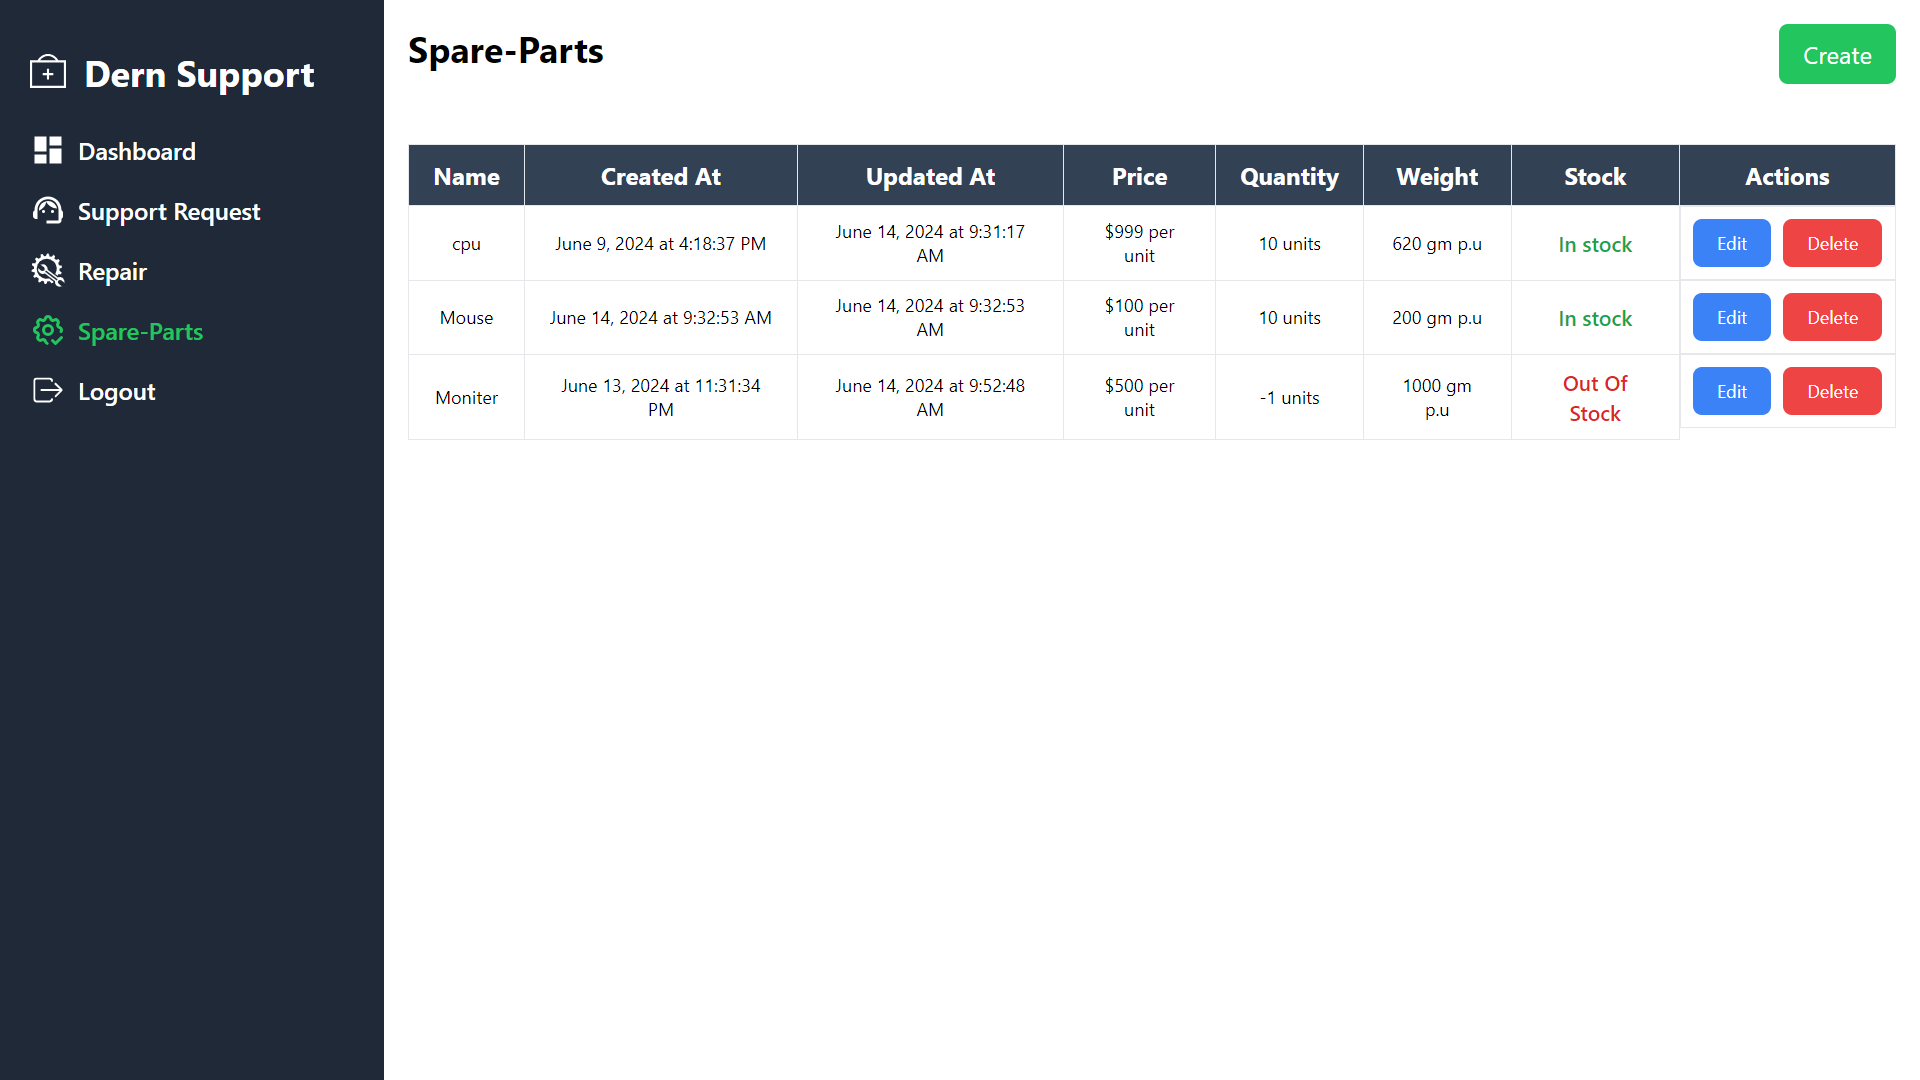 Dern Support
Dashboard
Support Request
Repair
Spare-Parts
Logout
Spare-Parts
Create
Name Created At Updated At Price Quantity Weight Stock Actions
cpu June 9, 2024 at 4:18:37 PM June 14, 2024 at 9:31:17 AM $999 per unit 10 units 620 gm p.u In stock Edit Delete
Mouse June 14, 2024 at 9:32:53 AM June 14, 2024 at 9:32:53 AM $100 per unit 10 units 200 gm p.u In stock Edit Delete
Moniter June 13, 2024 at 11:31:34 PM June 14, 2024 at 9:52:48 AM $500 per unit -1 units 1000 gm p.u Out Of Stock Edit Delete